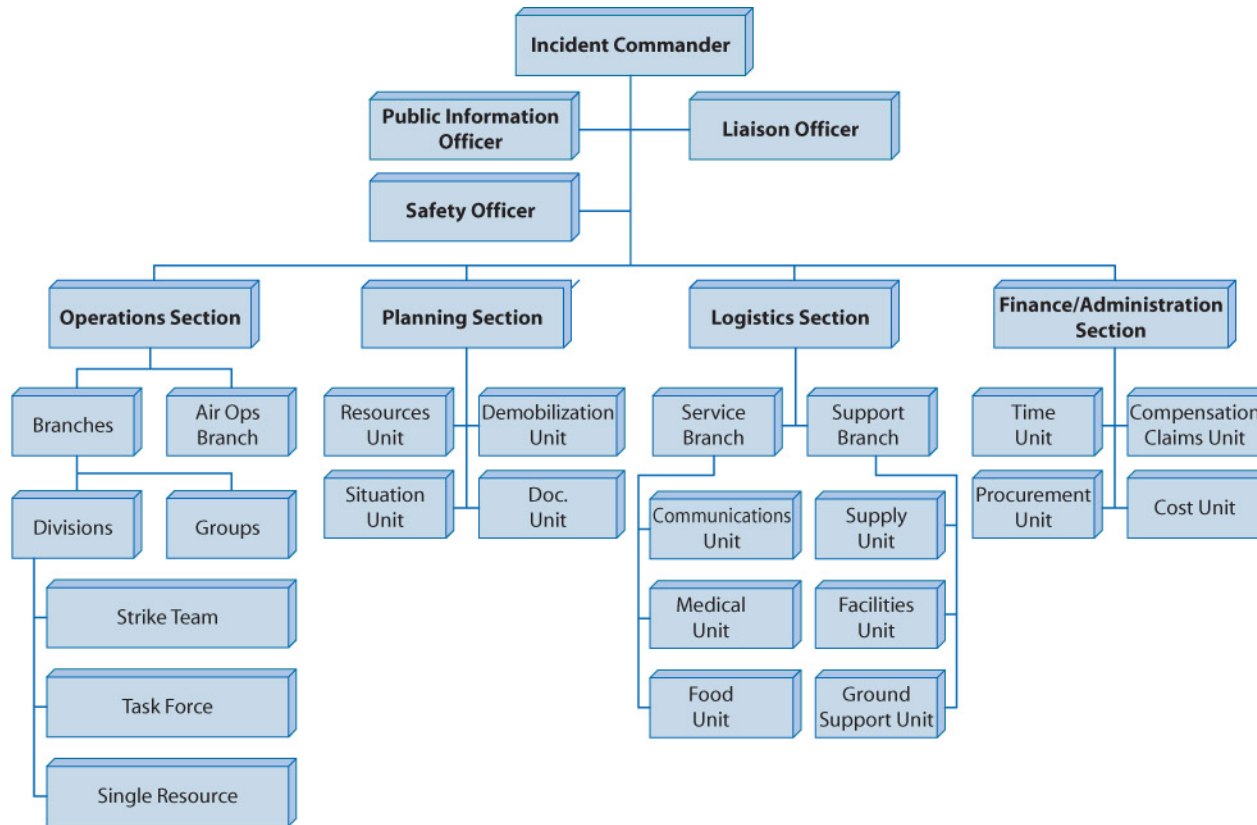 Incident Commander
Public Information
Officer
Liaison Officer
Safety Officer
Operations Section
Planning Section
Logistics Section
Finance/Administration
Section
Branches
Air Ops
Branch
Resources
Unit
Demobilization
Unit
Service
Branch
Support
Branch
Time
Unit
Compensation
Claims Unit
Divisions
Groups
Situation
Unit
Doc.
Unit
Communications
Unit
Supply
Unit
Procurement
Unit
Cost Unit
Strike Team
Medical
Unit
Facilities
Unit
Task Force
Food
Unit
Ground
Support Unit
Single Resource